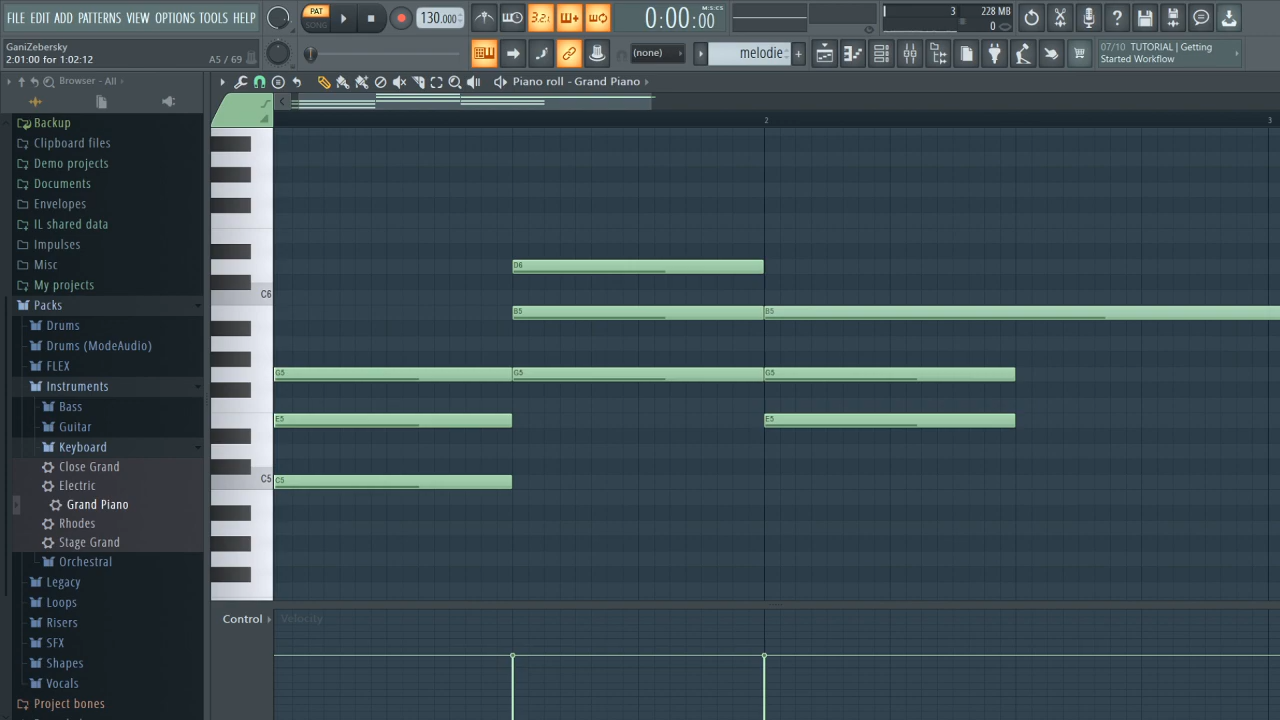 FILE EDIT ADD PATTERNS VIEW OPTIONS TOOLS HELP
PAT
SONG
130.000
3.2.1
0:00:00
M:S:CS
3
228 MB
0
GaniZebersky
2:01:00 for 1:02:12
A5 / 69
(none)
melodie
07/10 TUTORIAL | Getting
Started Workflow
Browser - All
Piano roll - Grand Piano
2
3
Backup
Clipboard files
Demo projects
Documents
Envelopes
IL shared data
Impulses
Misc
My projects
Packs
Drums
Drums (ModeAudio)
FLEX
Instruments
Bass
Guitar
Keyboard
Close Grand
Electric
Grand Piano
Rhodes
Stage Grand
Orchestral
Legacy
Loops
Risers
SFX
Shapes
Vocals
Project bones
D6
C6
B5
B5
G5
G5
G5
E5
E5
C5
C5
Control
Velocity